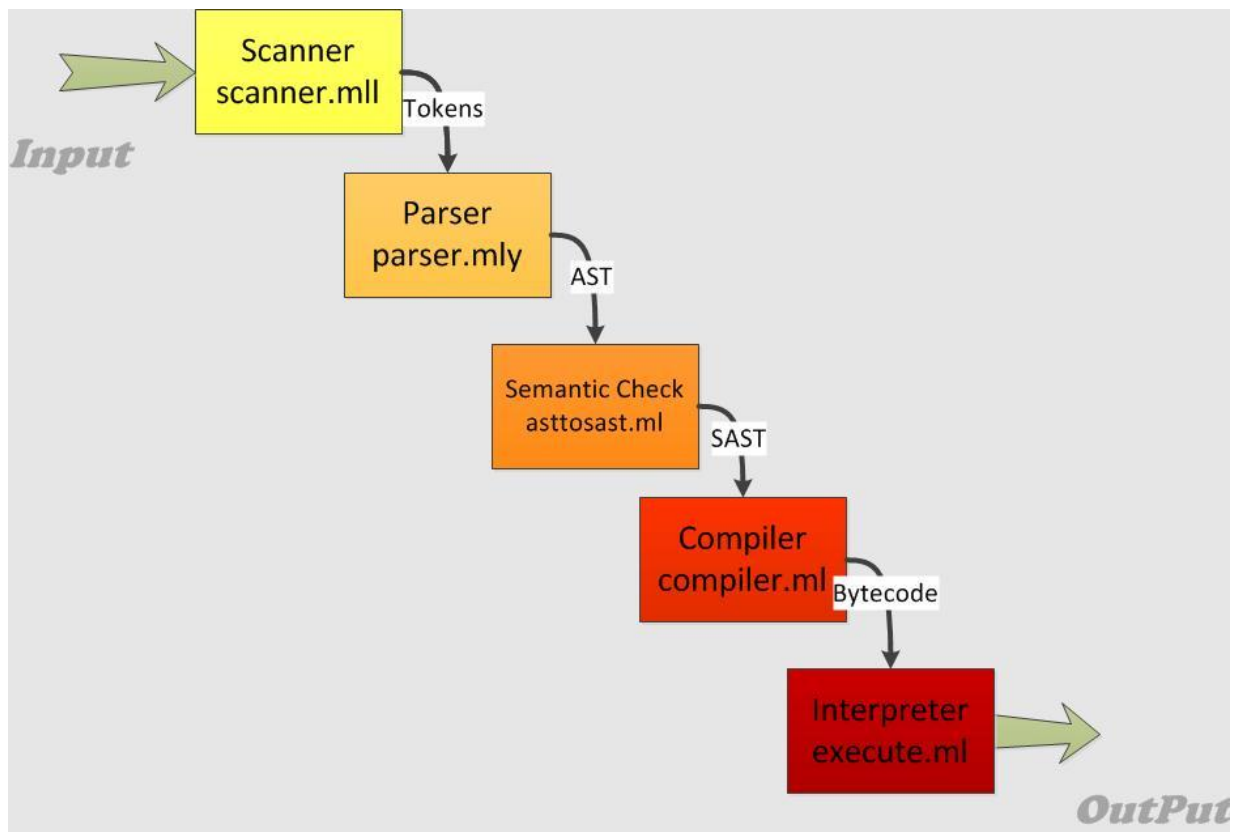 Scanner
scanner.mll
Tokens
Input
Parser
parser.mly
AST
Semantic Check
asttosast.ml
SAST
Compiler
compiler.ml
Bytecode
Interpreter
execute.ml
OutPut